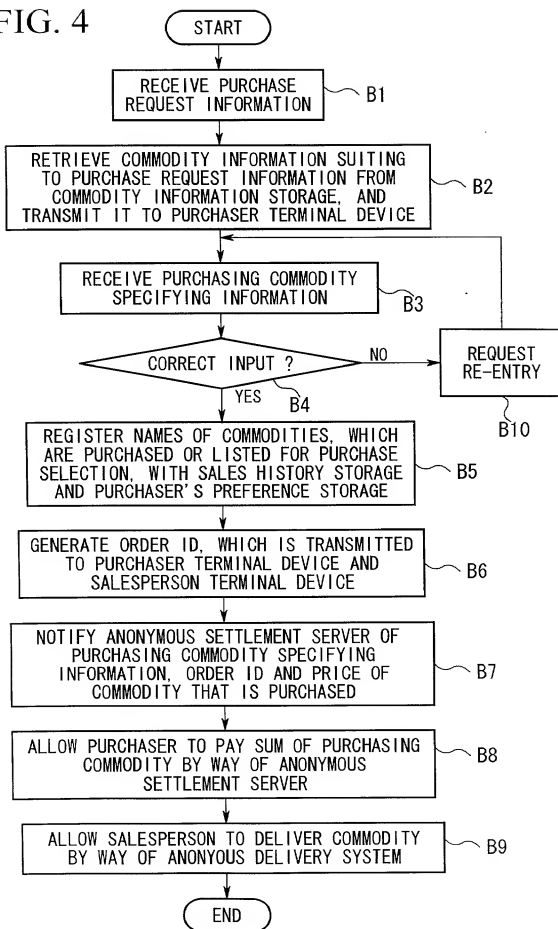 FIG. 4
START
RECEIVE PURCHASE
REQUEST INFORMATION
B1
RETRIEVE COMMODITY INFORMATION SUITING
TO PURCHASE REQUEST INFORMATION FROM
COMMODITY INFORMATION STORAGE, AND
TRANSMIT IT TO PURCHASER TERMINAL DEVICE
B2
RECEIVE PURCHASING COMMODITY
SPECIFYING INFORMATION
B3
CORRECT INPUT ?
NO
B4
YES
REQUEST
RE-ENTRY
B10
REGISTER NAMES OF COMMODITIES, WHICH
ARE PURCHASED OR LISTED FOR PURCHASE
SELECTION, WITH SALES HISTORY STORAGE
AND PURCHASER'S PREFERENCE STORAGE
B5
GENERATE ORDER ID, WHICH IS TRANSMITTED
TO PURCHASER TERMINAL DEVICE AND
SALESPERSON TERMINAL DEVICE
B6
NOTIFY ANONYMOUS SETTLEMENT SERVER OF
PURCHASING COMMODITY SPECIFYING
INFORMATION, ORDER ID AND PRICE OF
COMMODITY THAT IS PURCHASED
B7
ALLOW PURCHASER TO PAY SUM OF PURCHASING
COMMODITY BY WAY OF ANONYMOUS
SETTLEMENT SERVER
B8
ALLOW SALESPERSON TO DELIVER COMMODITY
BY WAY OF ANONYOUS DELIVERY SYSTEM
B9
END